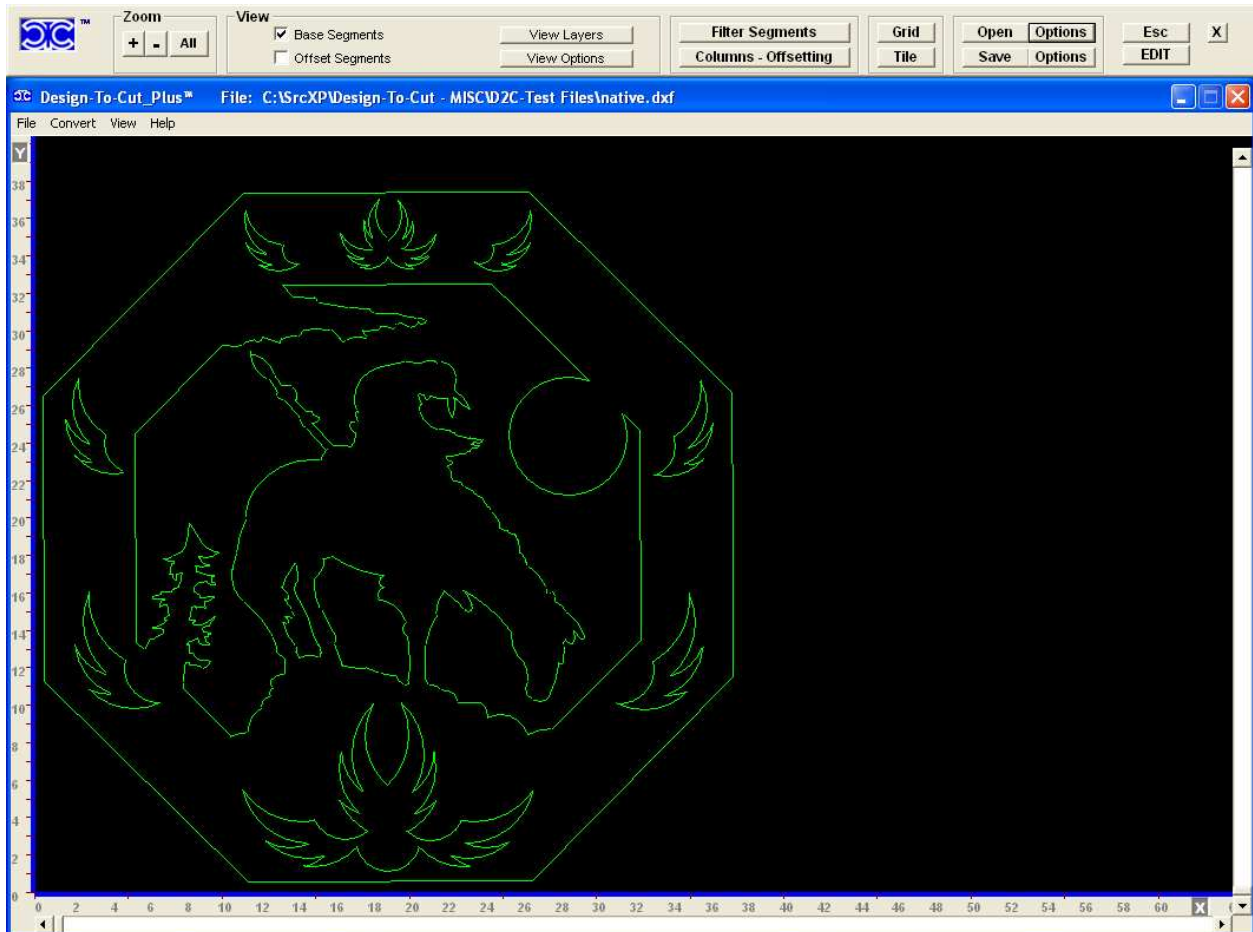 ™
Zoom
+ - All
View
Base Segments
Offset Segments
View Layers
View Options
Filter Segments
Columns - Offsetting
Grid
Tile
Open Options
Save Options
Esc
EDIT
X
Design-To-Cut_Plus™ File: C:\SrcXP\Design-To-Cut - MISC\D2C-Test Files\native.dxf
File Convert View Help
Y
38
36
34
32
30
28
26
24
22
20
18
16
14
12
10
8
6
4
2
0
0 2 4 6 8 10 12 14 16 18 20 22 24 26 28 30 32 34 36 38 40 42 44 46 48 50 52 54 56 58 60 X